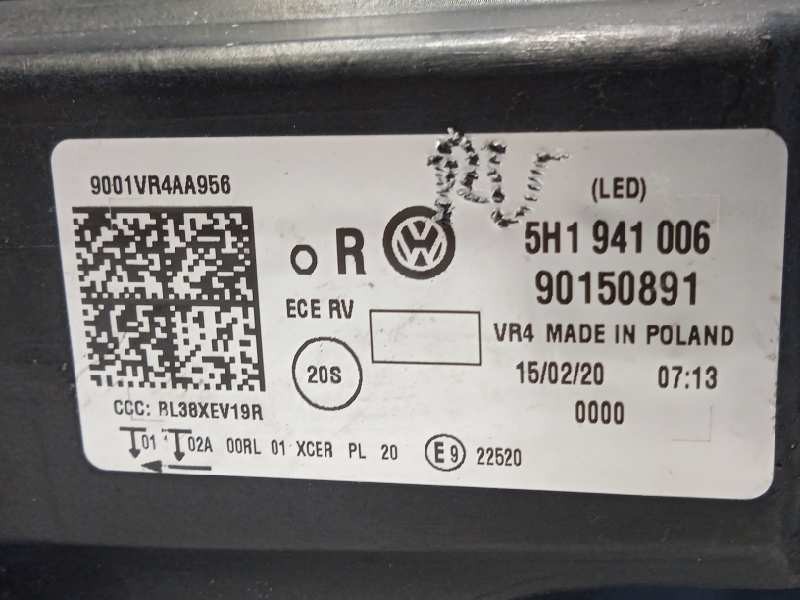 9001VR4AA956
(LED)
o R
5H1 941 006
90150891
ECE RV
VR4 MADE IN POLAND
20S
15/02/20 07:13
0000
CCC: RL38XEV19R
01 02A 00RL 01 XCER PL 20 E9 22520